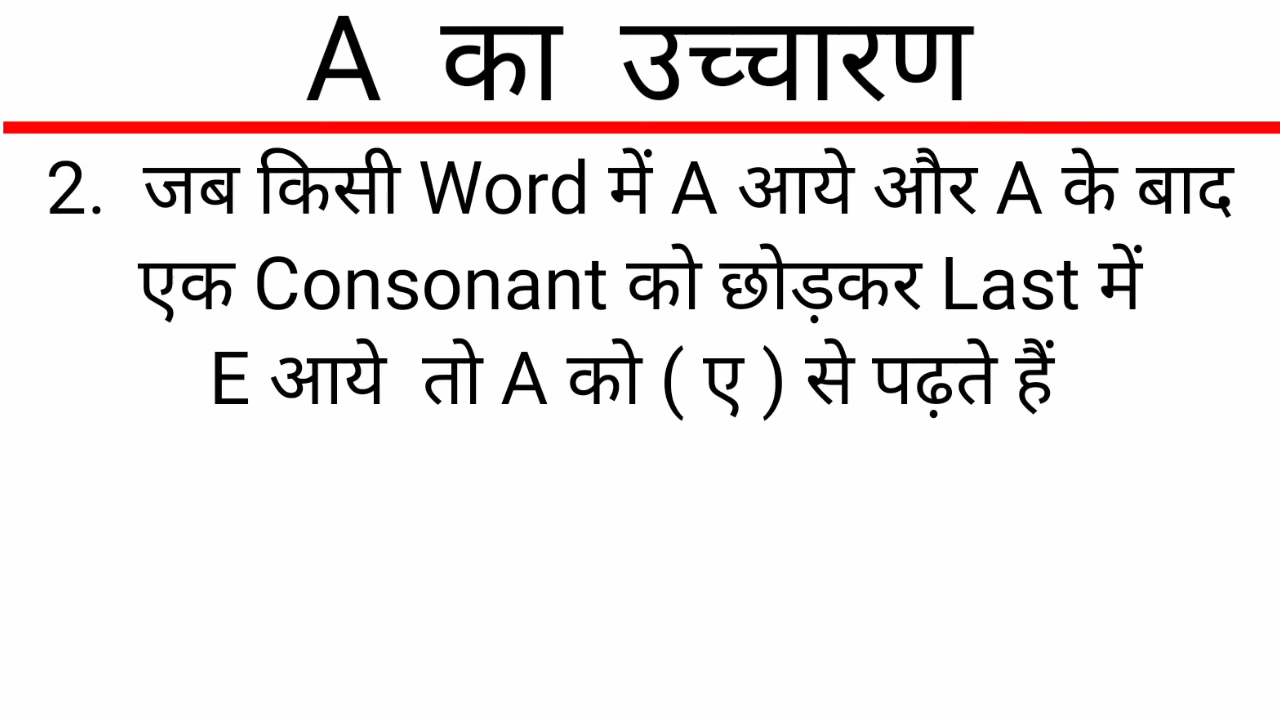 A का उच्चारण
2. जब किसी Word में A आये और A के बाद
एक Consonant को छोड़कर Last में
E आये तो A को ( ए ) से पढ़ते हैं